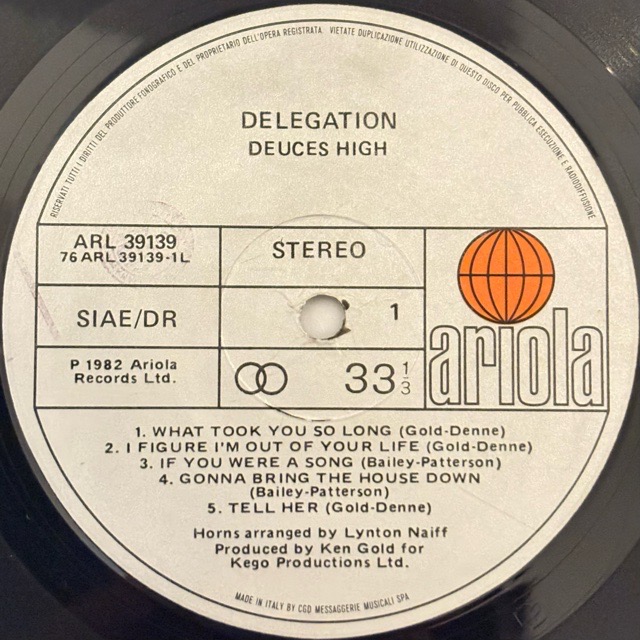 RISERVATI TUTTI I DIRITTI DEL PRODUTTORE FONOGRAFICO E DEL PROPRIETARIO DELL'OPERA REGISTRATA. VIETATE DUPLICAZIONE UTILIZZAZIONE DI QUESTO DISCO PER PUBBLICA ESECUZIONE E RADIODIFFUSIONE
DELEGATION
DEUCES HIGH
ARL 39139
76 ARL 39139-1L
STEREO
SIAE/DR
1
ariola
P 1982 Ariola
Records Ltd.
33 1/3
1. WHAT TOOK YOU SO LONG (Gold-Denne)
2. I FIGURE I'M OUT OF YOUR LIFE (Gold-Denne)
3. IF YOU WERE A SONG (Bailey-Patterson)
4. GONNA BRING THE HOUSE DOWN
(Bailey-Patterson)
5. TELL HER (Gold-Denne)
Horns arranged by Lynton Naiff
Produced by Ken Gold for
Kego Productions Ltd.
MADE IN ITALY BY CGD MESSAGGERIE MUSICALI SPA